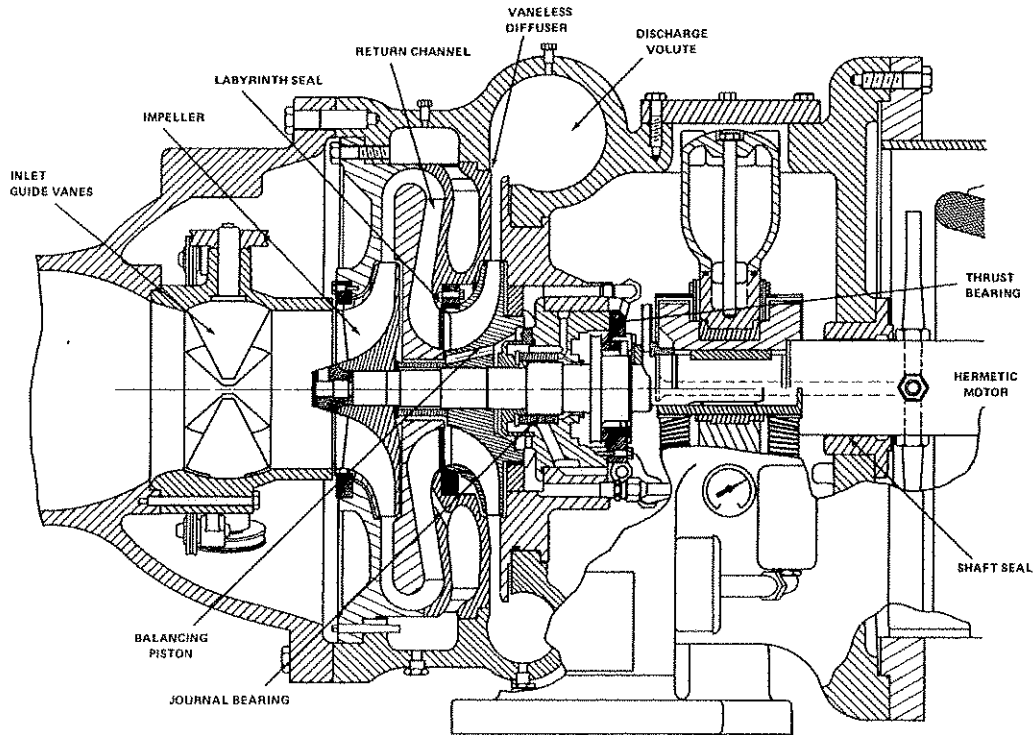 VANELESS
DIFFUSER
DISCHARGE
VOLUTE
RETURN CHANNEL
LABYRINTH SEAL
IMPELLER
INLET
GUIDE VANES
THRUST
BEARING
HERMETIC
MOTOR
SHAFT SEAL
BALANCING
PISTON
JOURNAL BEARING